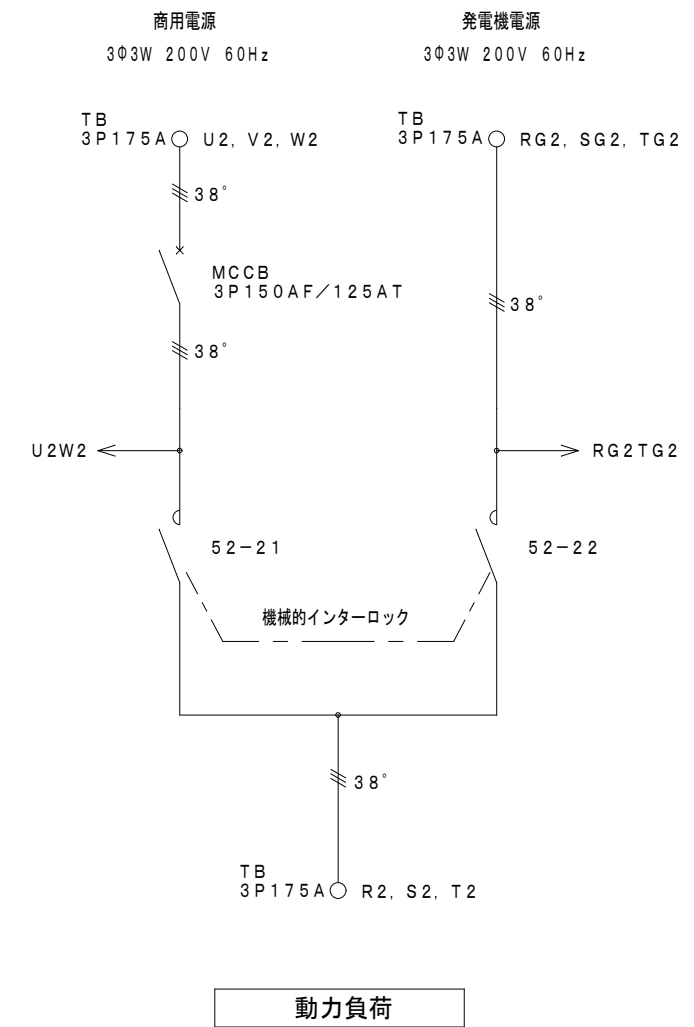 商用電源
3Φ3W 200V 60Hz
発電機電源
3Φ3W 200V 60Hz
TB
3P175A
U2, V2, W2
TB
3P175A
RG2, SG2, TG2
38°
MCCB
3P150AF/125AT
38°
38°
U2W2
RG2TG2
52-21
52-22
機械的インターロック
38°
TB
3P175A
R2, S2, T2
動力負荷